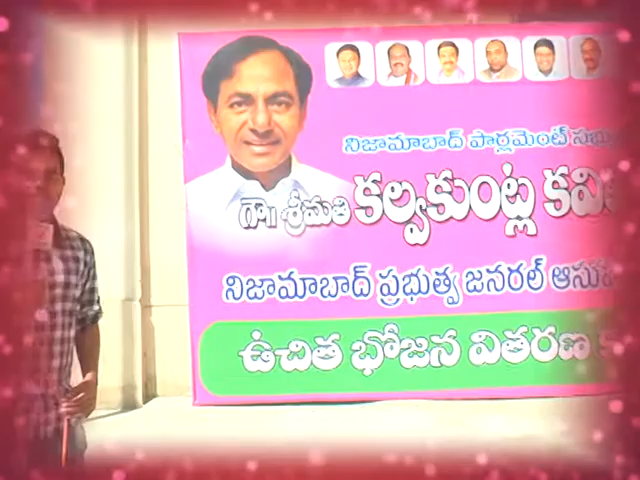 నిజామాబాద్ పార్లమెంట్
గౌ॥ శ్రీమతి కల్వకుంట్ల
నిజామాబాద్ ప్రభుత్వ జనరల్
ఉచిత భోజన వితరణ